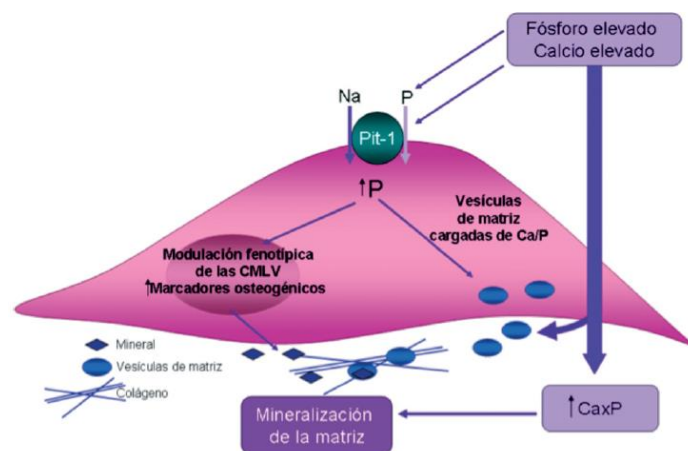 Fósforo elevado
Calcio elevado
Na
P
Pit-1
↑P
Vesículas
de matriz
cargadas de Ca/P
Modulación fenotípica
de las CMLV
↑Marcadores osteogénicos
Mineral
Vesículas de matriz
Colágeno
Mineralización
de la matriz
↑CaxP